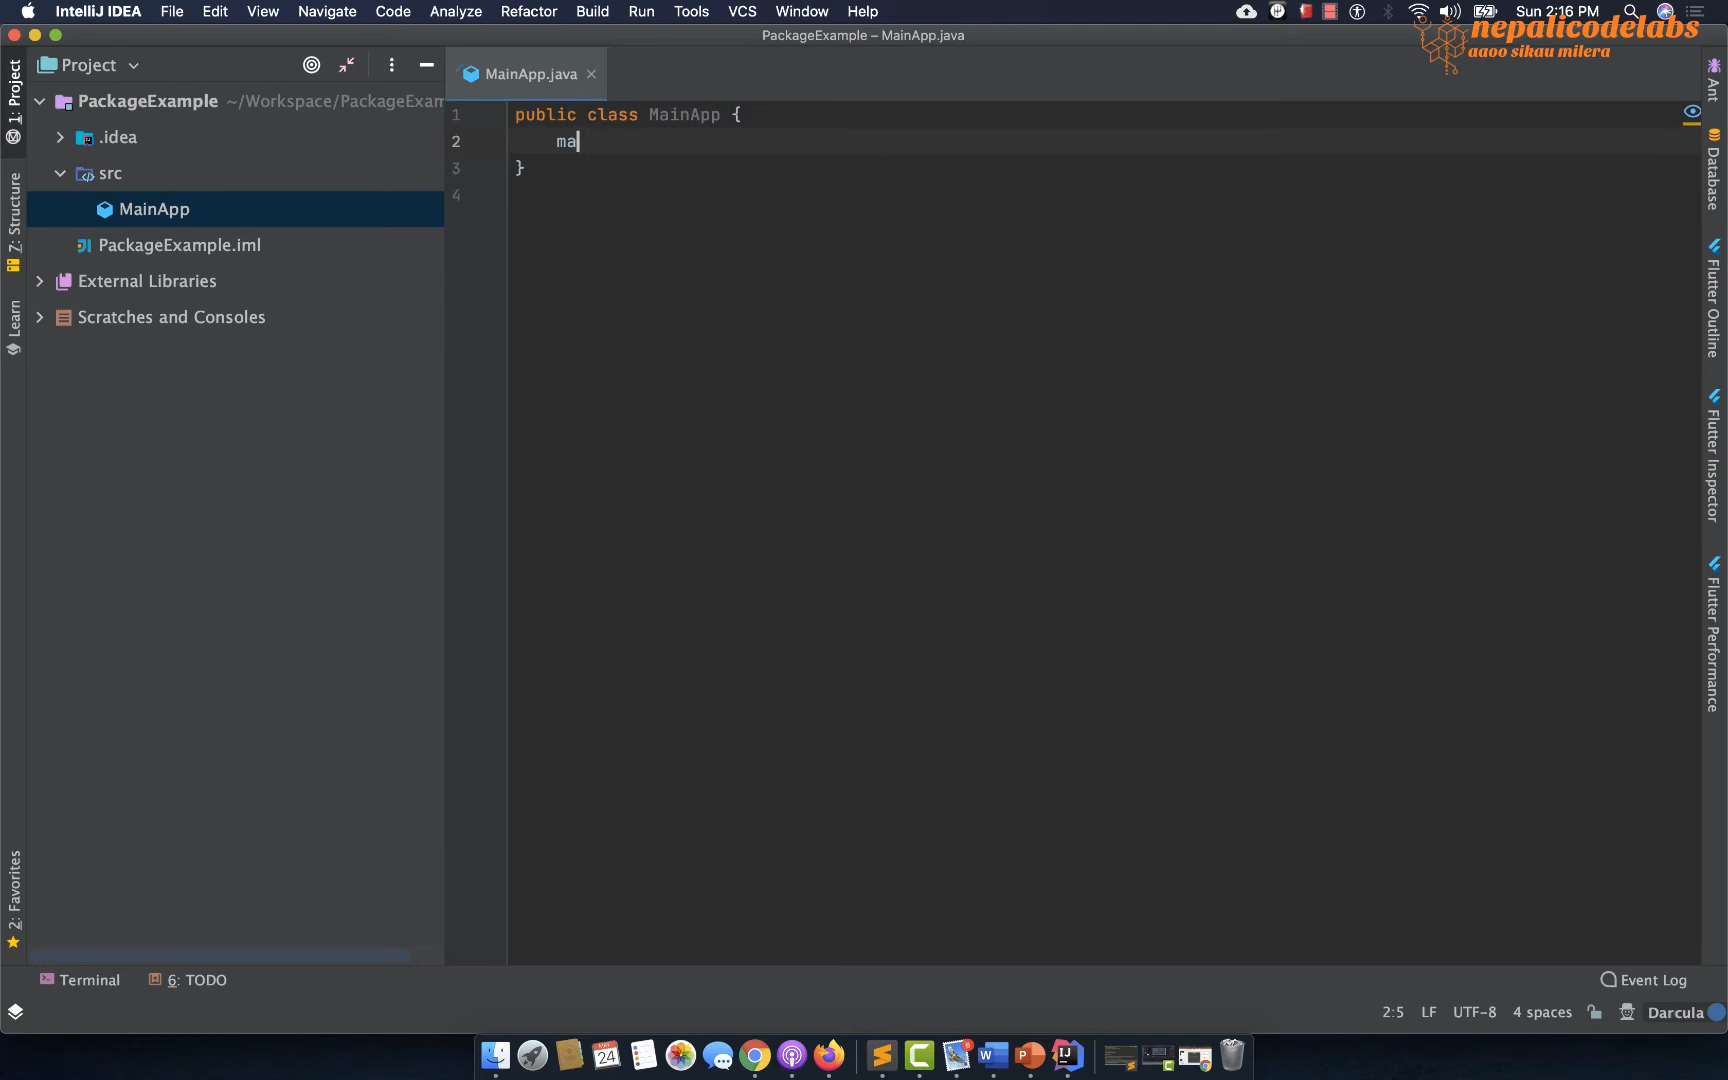 IntelliJ IDEA File Edit View Navigate Code Analyze Refactor Build Run Tools VCS Window Help Sun 2:16 PM
PackageExample – MainApp.java
nepalicodelabs
aaoo sikau milera
1: Project
Project
MainApp.java
PackageExample ~/Workspace/PackageExam
.idea
src
MainApp
PackageExample.iml
External Libraries
Scratches and Consoles
7: Structure
Learn
2: Favorites
1 public class MainApp {
2 ma
3 }
4
Ant
Database
Flutter Outline
Flutter Inspector
Flutter Performance
Terminal 6: TODO Event Log
2:5 LF UTF-8 4 spaces Darcula
MAY
24
6
W
P
IJ